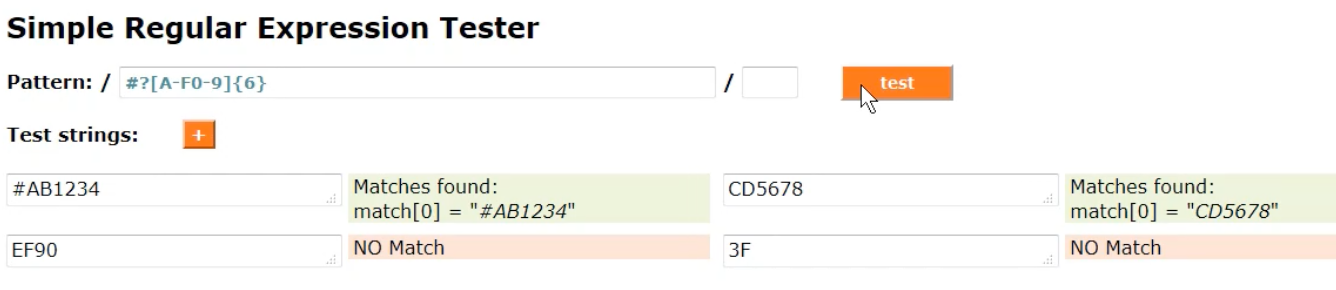 Simple Regular Expression Tester
Pattern: / #?[A-F0-9]{6} / test
Test strings: +
#AB1234
Matches found:
match[0] = "#AB1234"
CD5678
Matches found:
match[0] = "CD5678"
EF90
NO Match
3F
NO Match